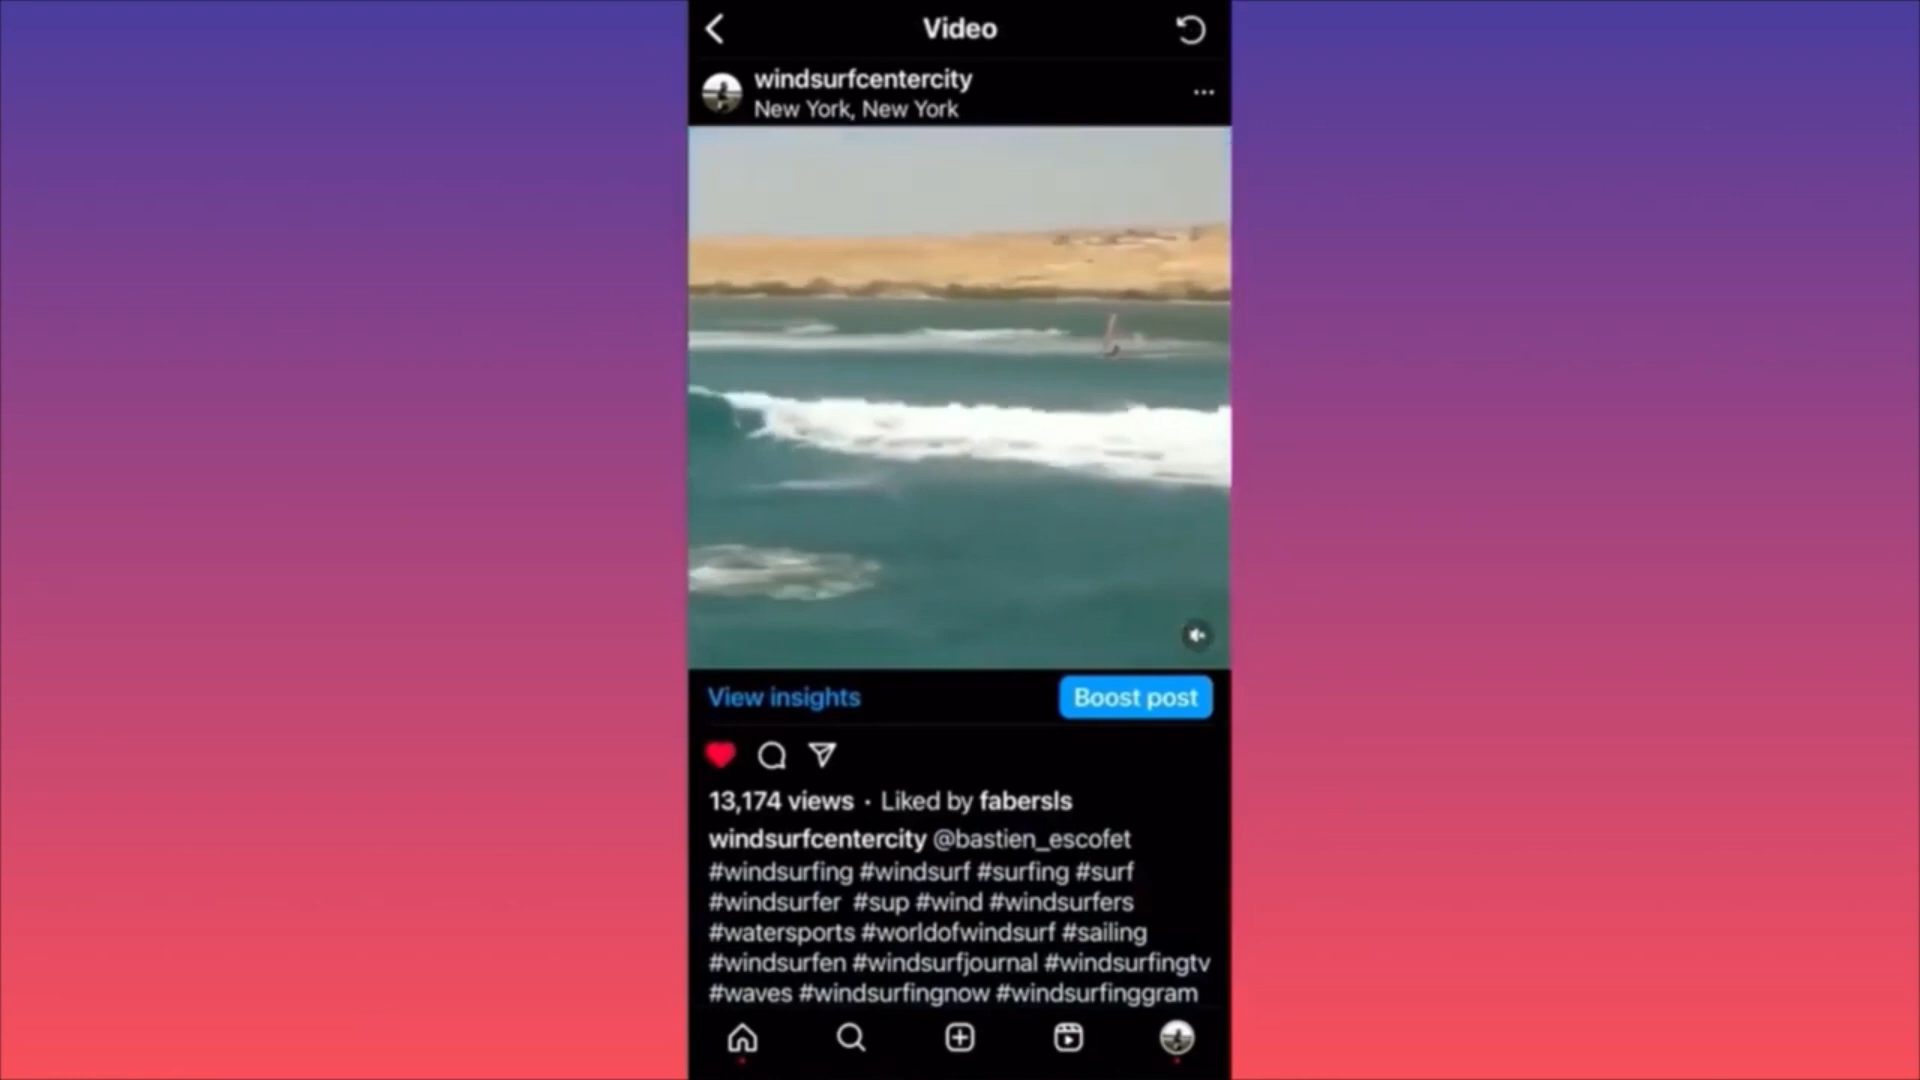 Video
windsurfcentercity
New York, New York
View insights
Boost post
13,174 views · Liked by fabersls
windsurfcentercity @bastien_escofet
#windsurfing #windsurf #surfing #surf
#windsurfer #sup #wind #windsurfers
#watersports #worldofwindsurf #sailing
#windsurfen #windsurfjournal #windsurfingtv
#waves #windsurfingnow #windsurfinggram